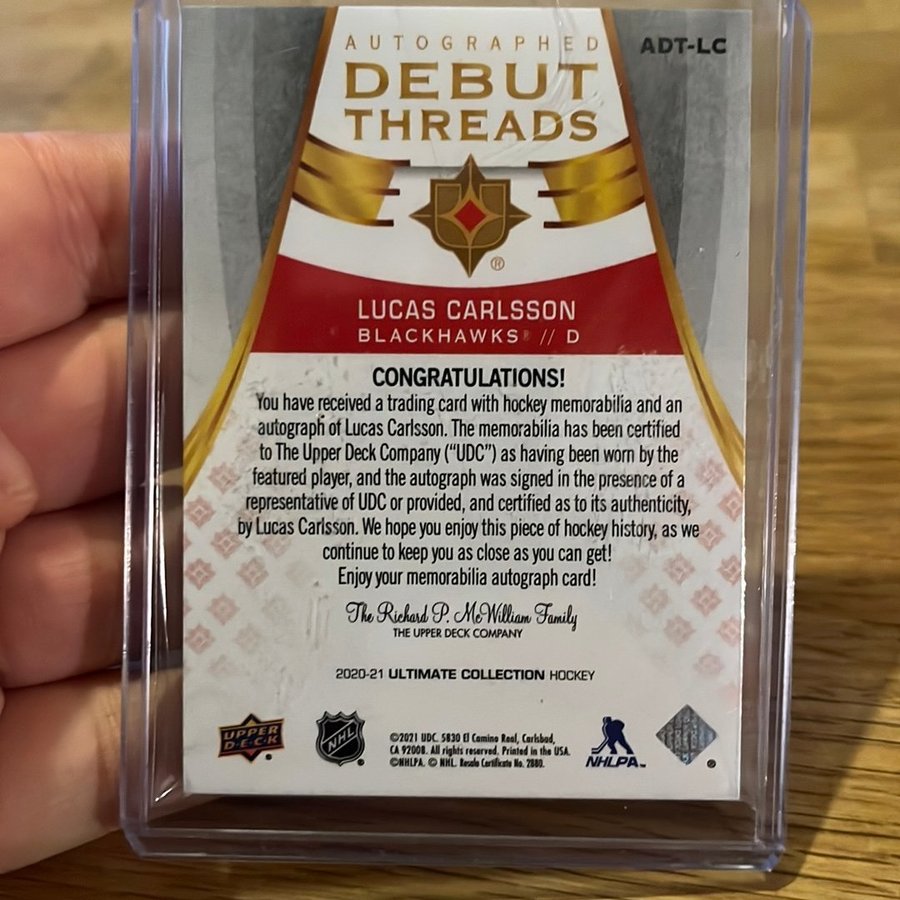 AUTOGRAPHED
ADT-LC
DEBUT
THREADS
®
LUCAS CARLSSON
BLACKHAWKS® // D
CONGRATULATIONS!
You have received a trading card with hockey memorabilia and an
autograph of Lucas Carlsson. The memorabilia has been certified
to The Upper Deck Company (“UDC”) as having been worn by the
featured player, and the autograph was signed in the presence of a
representative of UDC or provided, and certified as to its authenticity,
by Lucas Carlsson. We hope you enjoy this piece of hockey history, as we
continue to keep you as close as you can get!
Enjoy your memorabilia autograph card!
The Richard P. McWilliam Family
THE UPPER DECK COMPANY
2020-21 ULTIMATE COLLECTION HOCKEY
UPPER
DECK
NHL
©2021 UDC. 5830 El Camino Real, Carlsbad,
CA 92008. All rights reserved. Printed in the USA.
©NHLPA. © NHL. Resale Certificate No. 2880.
NHLPA™